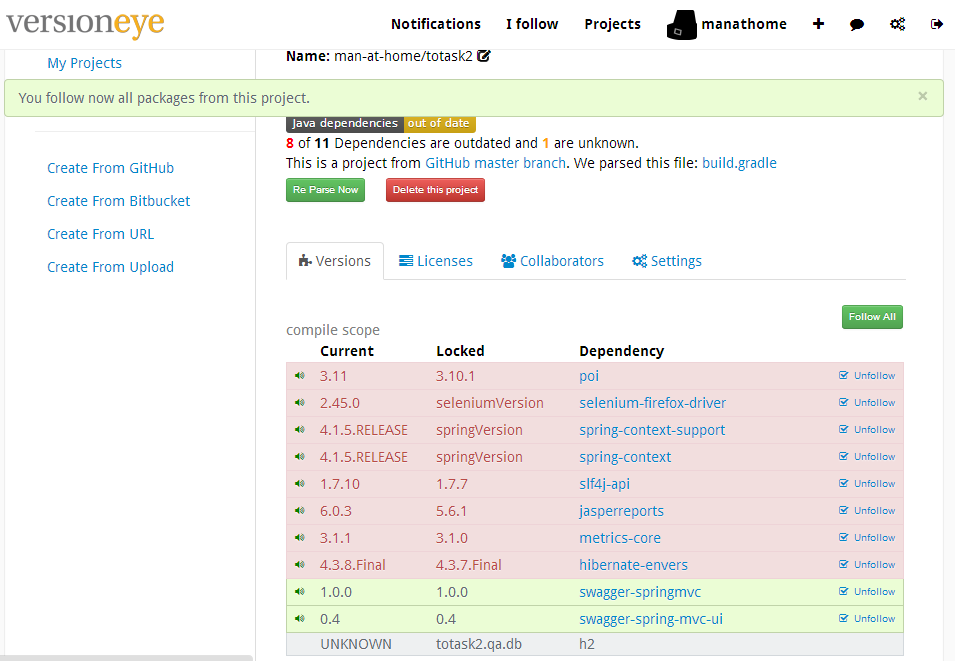 versioneye
Notifications I follow Projects manathome
My Projects
Name: man-at-home/totask2
You follow now all packages from this project. ×
Java dependencies out of date
8 of 11 Dependencies are outdated and 1 are unknown.
This is a project from GitHub master branch. We parsed this file: build.gradle
Re Parse Now Delete this project
Create From GitHub
Create From Bitbucket
Create From URL
Create From Upload
Versions Licenses Collaborators Settings
Follow All
compile scope
Current Locked Dependency
3.11 3.10.1 poi Unfollow
2.45.0 seleniumVersion selenium-firefox-driver Unfollow
4.1.5.RELEASE springVersion spring-context-support Unfollow
4.1.5.RELEASE springVersion spring-context Unfollow
1.7.10 1.7.7 slf4j-api Unfollow
6.0.3 5.6.1 jasperreports Unfollow
3.1.1 3.1.0 metrics-core Unfollow
4.3.8.Final 4.3.7.Final hibernate-envers Unfollow
1.0.0 1.0.0 swagger-springmvc Unfollow
0.4 0.4 swagger-spring-mvc-ui Unfollow
UNKNOWN totask2.qa.db h2